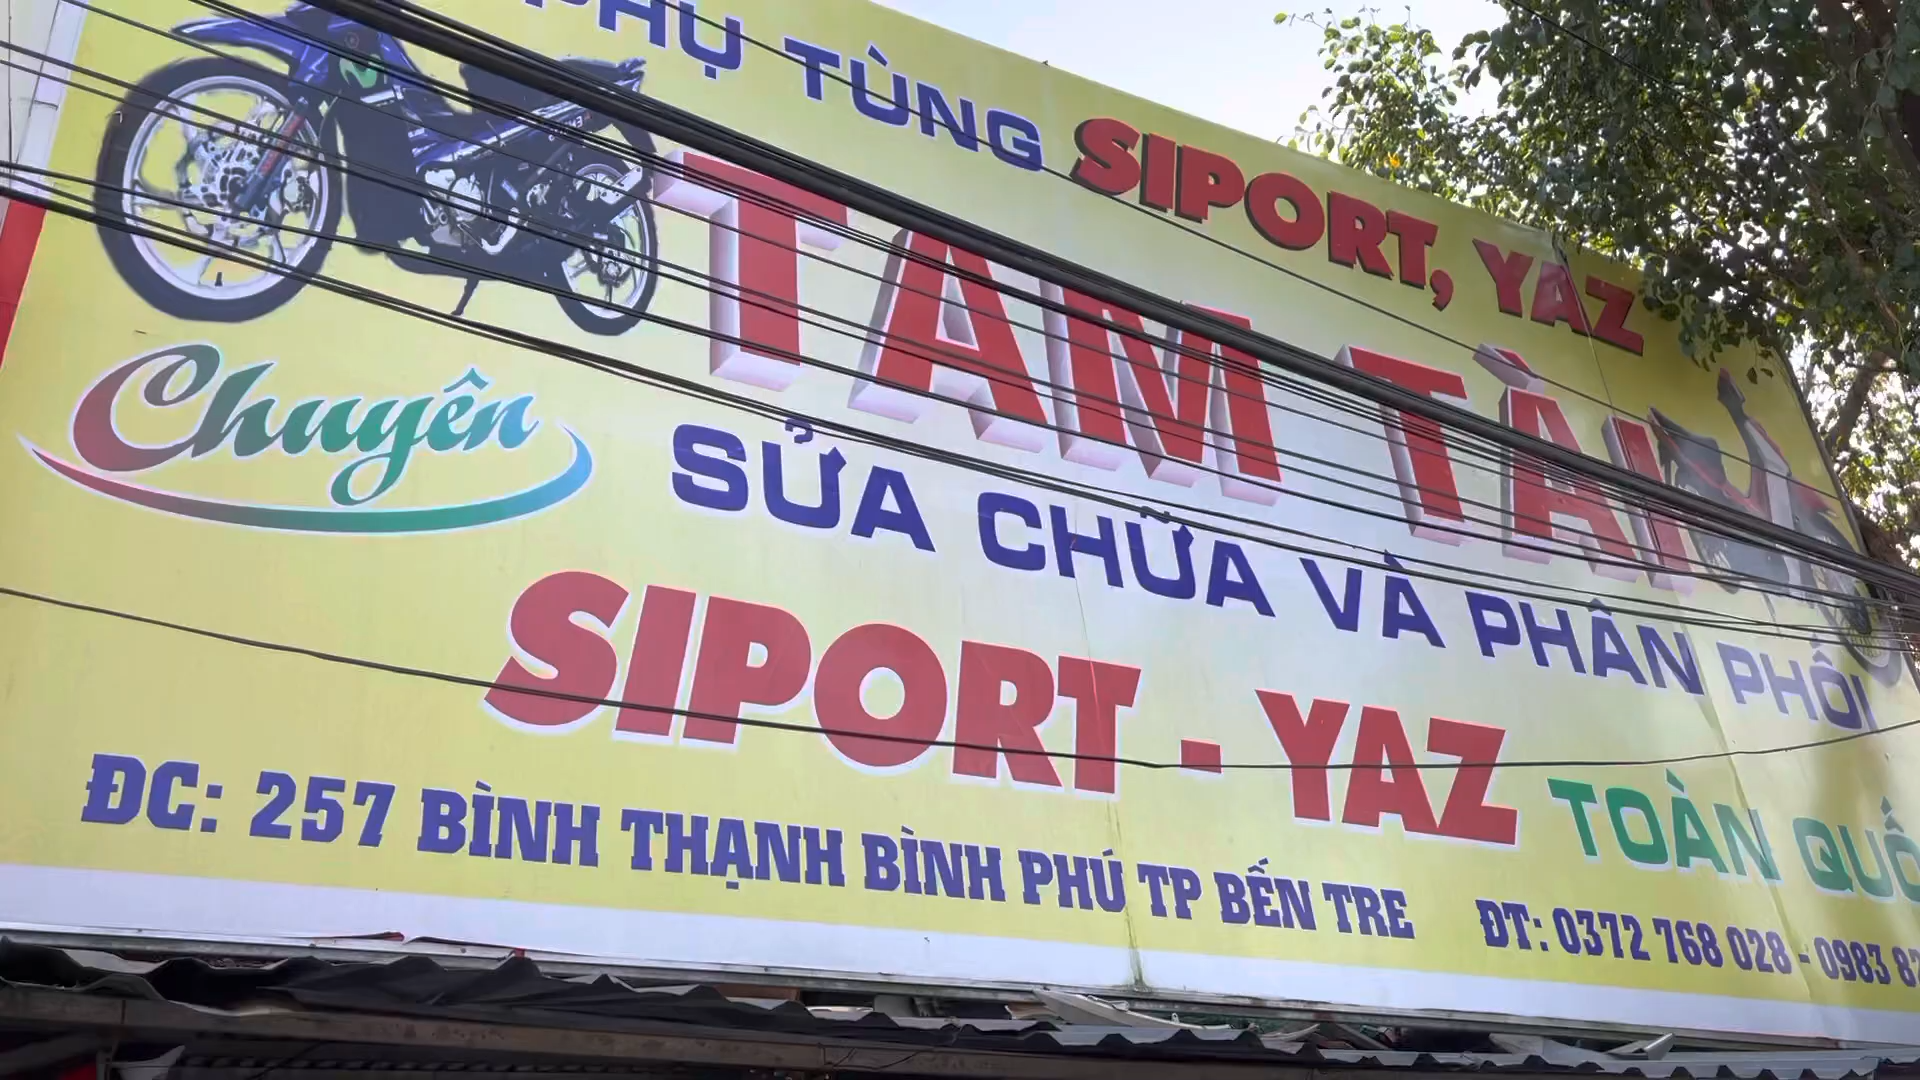 PHỤ TÙNG SIPORT, YAZ
TÁM TÀI
Chuyên SỬA CHỮA VÀ PHÂN PHỐI
SIPORT - YAZ TOÀN QUỐ
ĐC: 257 BÌNH THẠNH BÌNH PHÚ TP BẾN TRE ĐT: 0372 768 028 - 0983 8